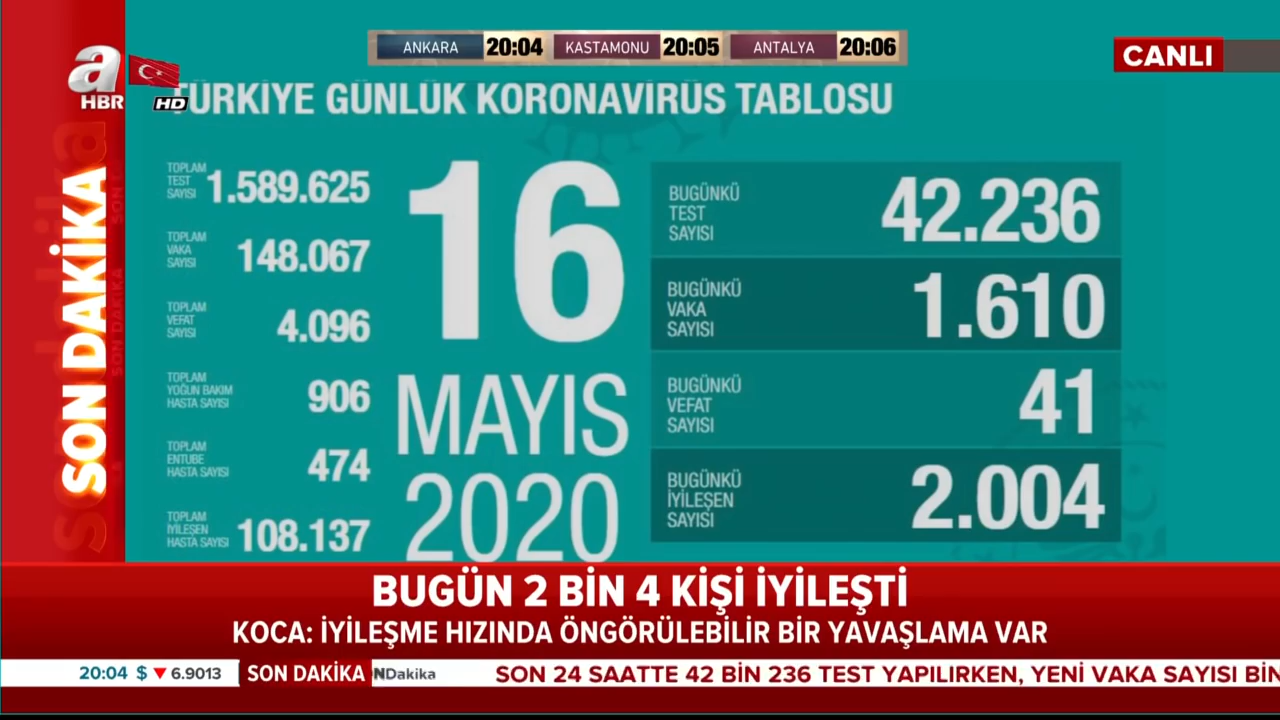 ANKARA 20:04 KASTAMONU 20:05 ANTALYA 20:06
CANLI
a
HBR
HD
SON DAKİKA
TÜRKİYE GÜNLÜK KORONAVİRÜS TABLOSU
TOPLAM
TEST
SAYISI
1.589.625
TOPLAM
VAKA
SAYISI
148.067
TOPLAM
VEFAT
SAYISI
4.096
TOPLAM
YOĞUN BAKIM
HASTA SAYISI
906
TOPLAM
ENTUBE
HASTA SAYISI
474
TOPLAM
İYİLEŞEN
HASTA SAYISI
108.137
16
MAYIS
2020
BUGÜNKÜ
TEST
SAYISI
42.236
BUGÜNKÜ
VAKA
SAYISI
1.610
BUGÜNKÜ
VEFAT
SAYISI
41
BUGÜNKÜ
İYİLEŞEN
SAYISI
2.004
BUGÜN 2 BİN 4 KİŞİ İYİLEŞTİ
KOCA: İYİLEŞME HIZINDA ÖNGÖRÜLEBİLİR BİR YAVAŞLAMA VAR
20:04 $ ▼ 6.9013 SON DAKİKA NDakika SON 24 SAATTE 42 BİN 236 TEST YAPILIRKEN, YENİ VAKA SAYISI BİN